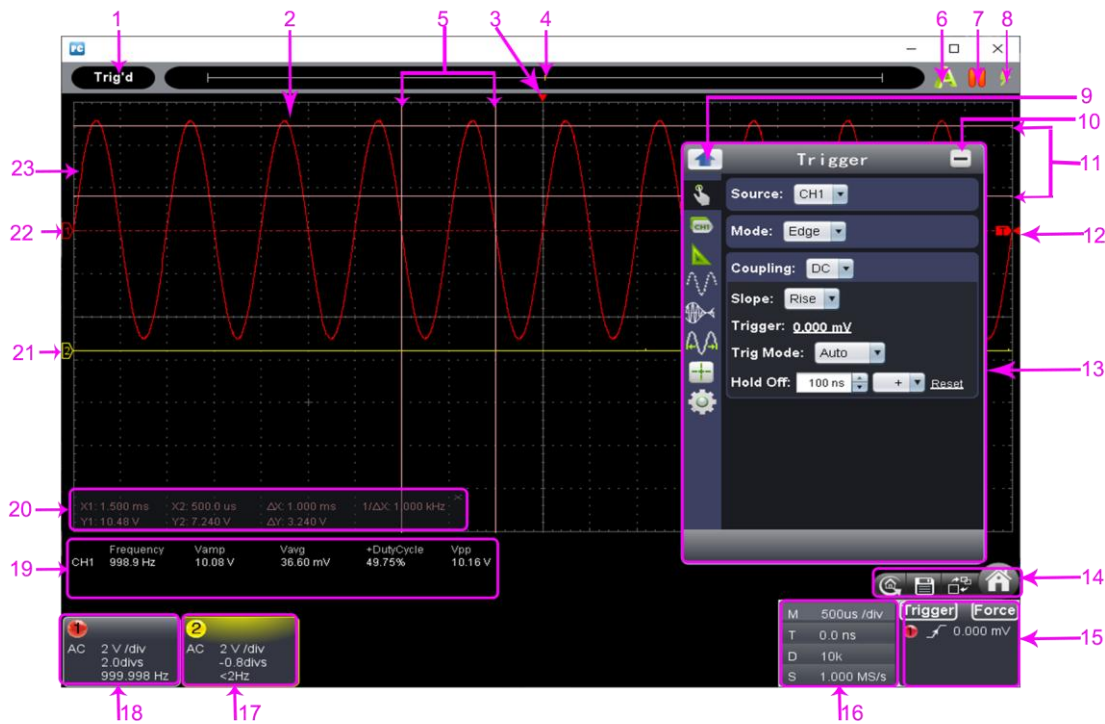 1 2 3 5 4 6 7 8
PC
Trig'd
9
10
11
12
13
14
15
16
17
18
19
20
21
22
23
Trigger
Source: CH1
CH1
Mode: Edge
Coupling: DC
Slope: Rise
Trigger: 0.000 mV
Trig Mode: Auto
Hold Off: 100 ns + Reset
T
2
X1: 1.500 ms X2: 500.0 us △X: 1.000 ms 1/△X: 1.000 kHz
Y1: 10.48 V Y2: 7.240 V △Y: 3.240 V
Frequency Vamp Vavg +DutyCycle Vpp
CH1 998.9 Hz 10.08 V 36.60 mV 49.75% 10.16 V
1
AC 2 V /div
2.0divs
999.998 Hz
2
AC 2 V /div
-0.8divs
<2Hz
M 500us /div
T 0.0 ns
D 10k
S 1.000 MS/s
Trigger Force
1 0.000 mV